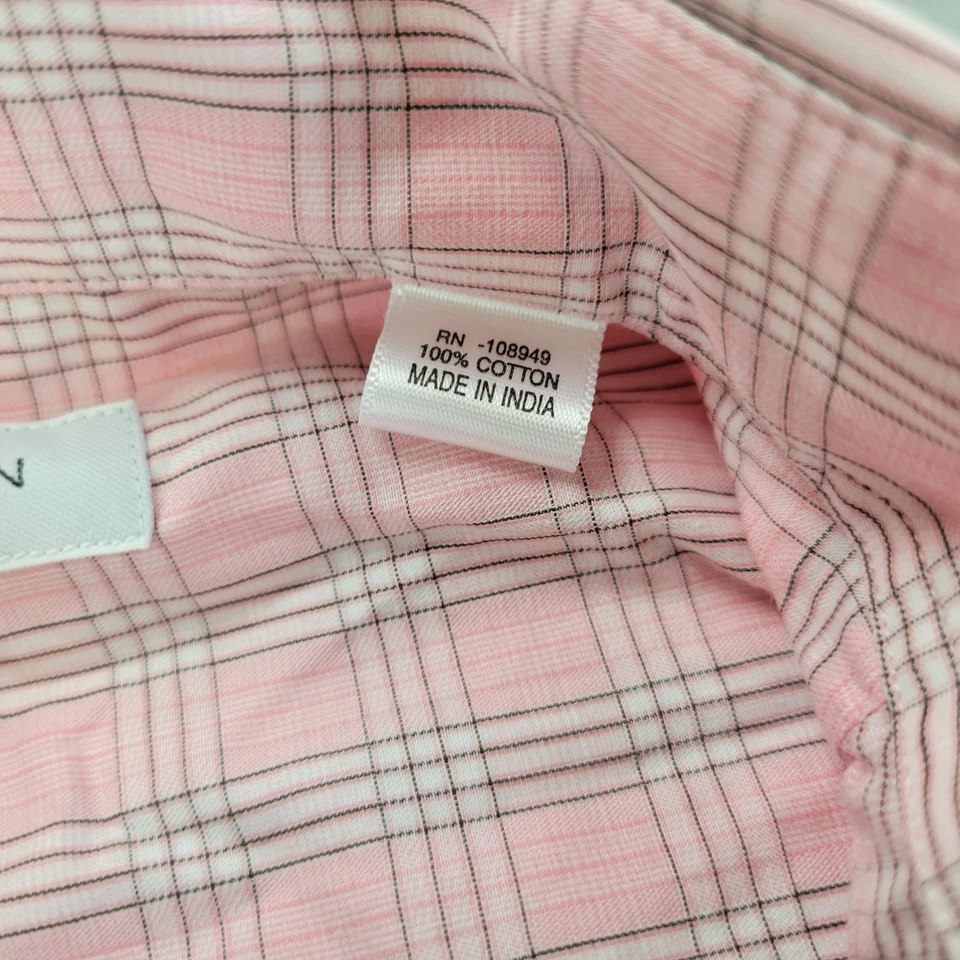 RN -108949
100% COTTON
MADE IN INDIA
N